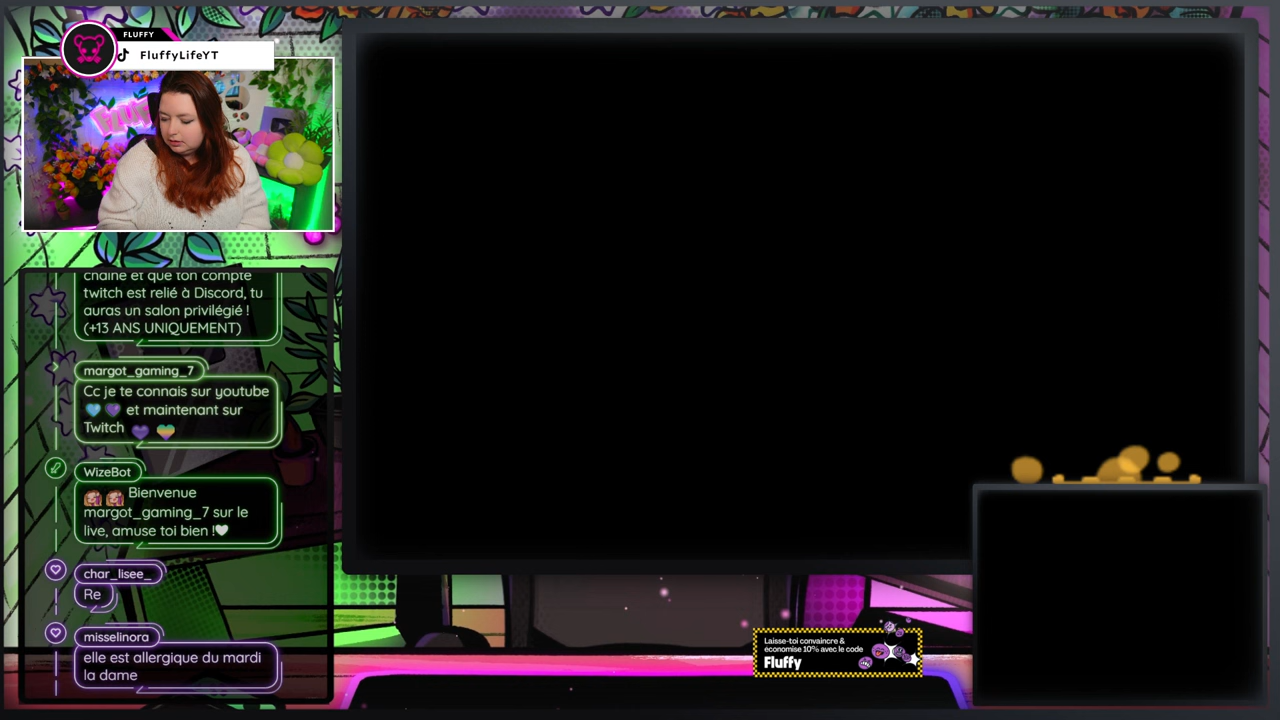 FLUFFY
FluffyLifeYT
chaine et que ton compte
twitch est relié à Discord, tu
auras un salon privilégié !
(+13 ANS UNIQUEMENT)
margot_gaming_7
Cc je te connais sur youtube
et maintenant sur
Twitch
WizeBot
Bienvenue
margot_gaming_7 sur le
live, amuse toi bien !
char_lisee_
Re
misselinora
elle est allergique du mardi
la dame
Laisse-toi convaincre &
économise 10% avec le code
Fluffy